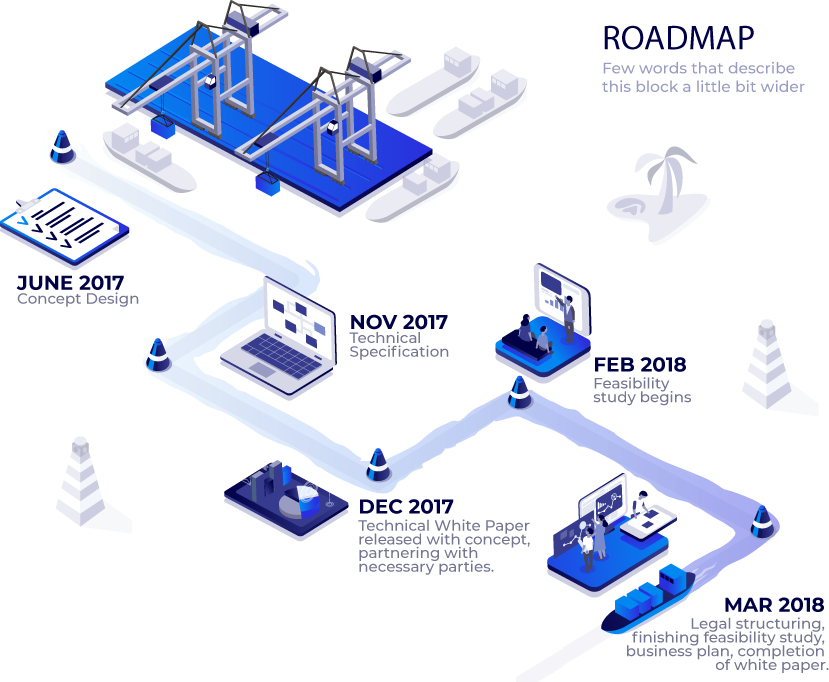 ROADMAP
Few words that describe
this block a little bit wider
JUNE 2017
Concept Design
NOV 2017
Technical
Specification
FEB 2018
Feasibility
study begins
DEC 2017
Technical White Paper
released with concept,
partnering with
necessary parties.
MAR 2018
Legal structuring,
finishing feasibility study,
business plan, completion
of white paper.